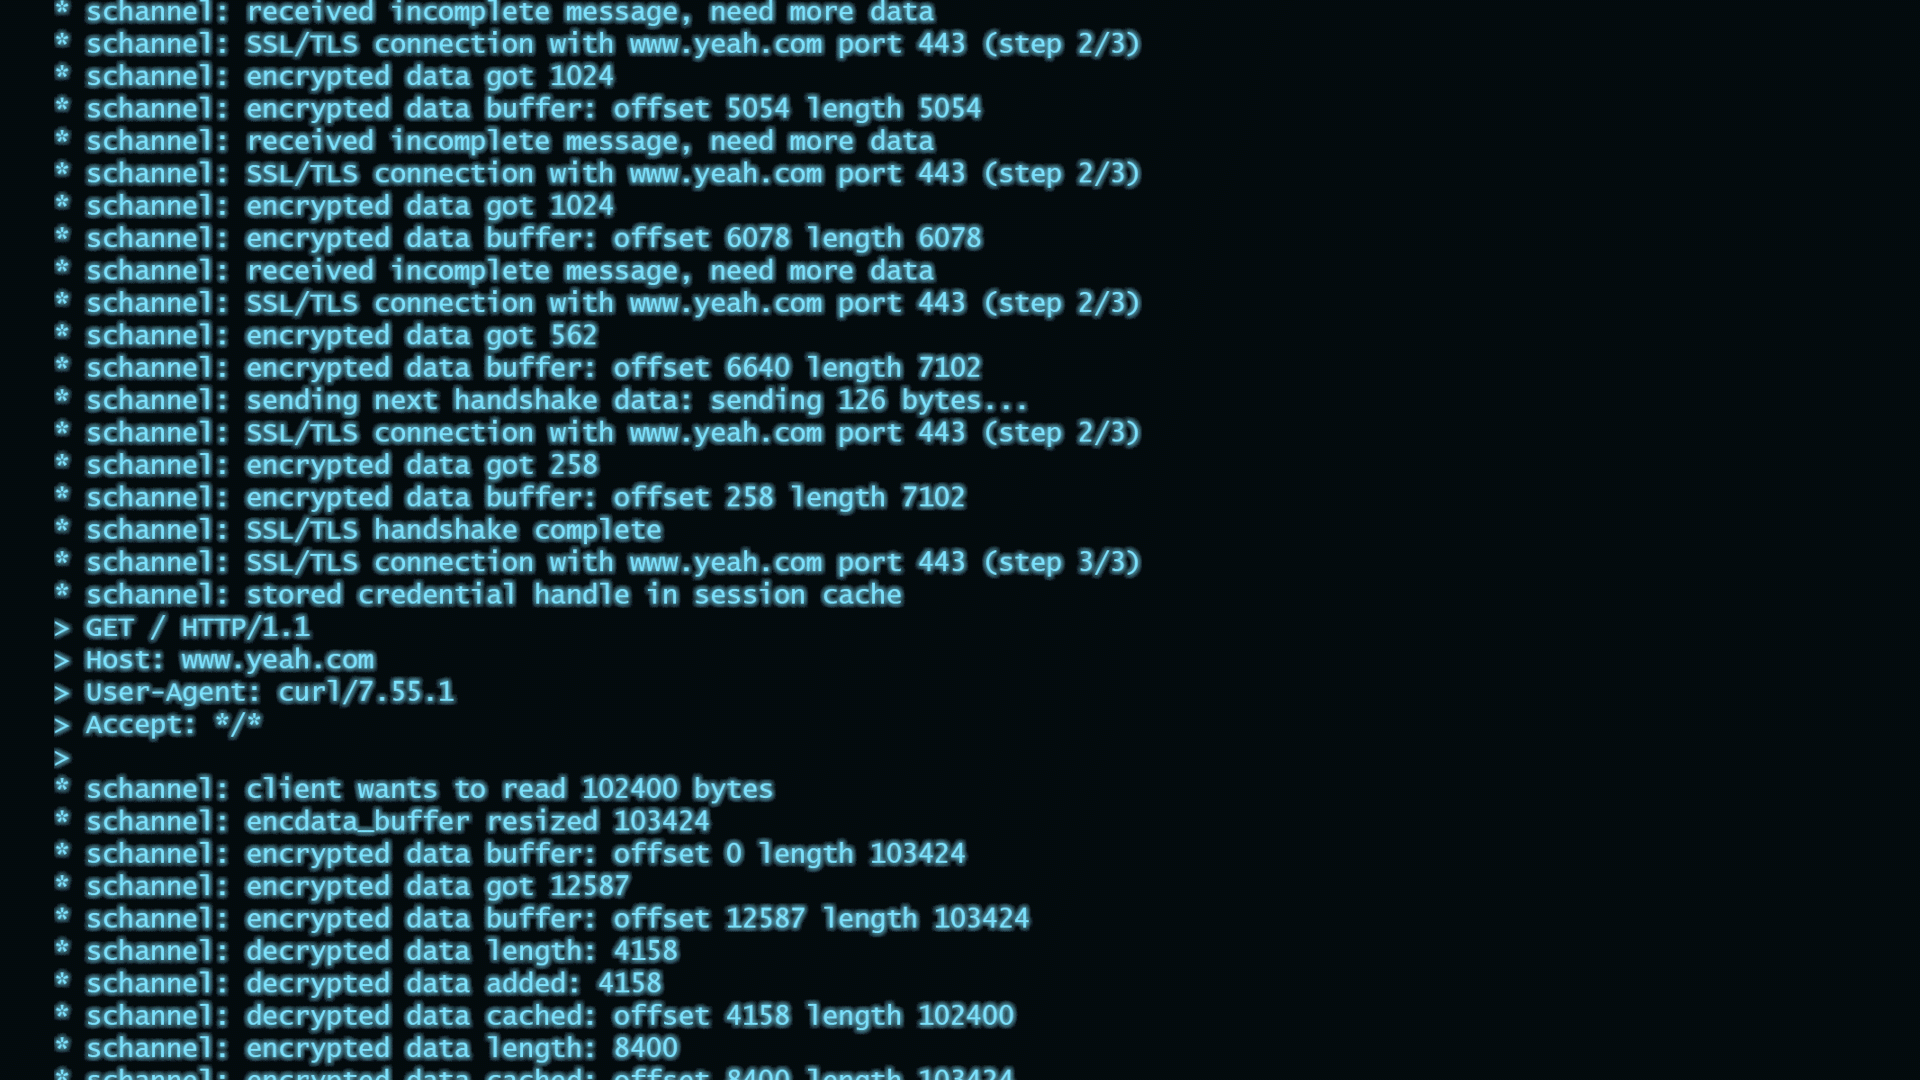 * schannel: received incomplete message, need more data
* schannel: SSL/TLS connection with www.yeah.com port 443 (step 2/3)
* schannel: encrypted data got 1024
* schannel: encrypted data buffer: offset 5054 length 5054
* schannel: received incomplete message, need more data
* schannel: SSL/TLS connection with www.yeah.com port 443 (step 2/3)
* schannel: encrypted data got 1024
* schannel: encrypted data buffer: offset 6078 length 6078
* schannel: received incomplete message, need more data
* schannel: SSL/TLS connection with www.yeah.com port 443 (step 2/3)
* schannel: encrypted data got 562
* schannel: encrypted data buffer: offset 6640 length 7102
* schannel: sending next handshake data: sending 126 bytes...
* schannel: SSL/TLS connection with www.yeah.com port 443 (step 2/3)
* schannel: encrypted data got 258
* schannel: encrypted data buffer: offset 258 length 7102
* schannel: SSL/TLS handshake complete
* schannel: SSL/TLS connection with www.yeah.com port 443 (step 3/3)
* schannel: stored credential handle in session cache
> GET / HTTP/1.1
> Host: www.yeah.com
> User-Agent: curl/7.55.1
> Accept: */*
>
* schannel: client wants to read 102400 bytes
* schannel: encdata_buffer resized 103424
* schannel: encrypted data buffer: offset 0 length 103424
* schannel: encrypted data got 12587
* schannel: encrypted data buffer: offset 12587 length 103424
* schannel: decrypted data length: 4158
* schannel: decrypted data added: 4158
* schannel: decrypted data cached: offset 4158 length 102400
* schannel: encrypted data length: 8400
* schannel: encrypted data cached: offset 8400 length 103424